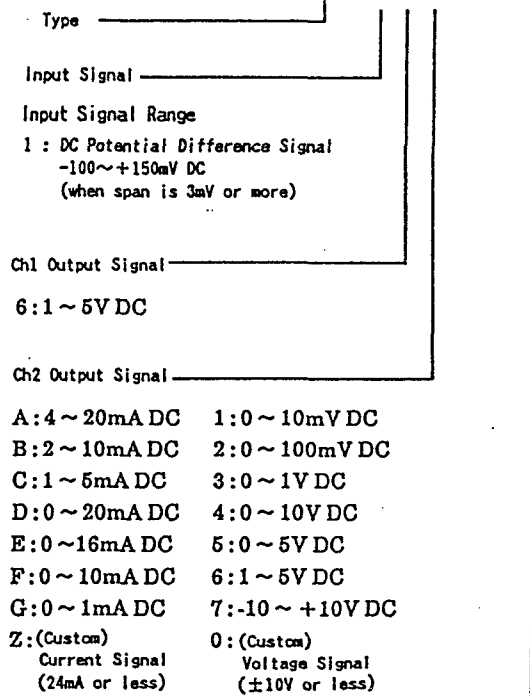 Type
Input Signal
Input Signal Range
1 : DC Potential Difference Signal
-100～+150mV DC
(when span is 3mV or more)
Ch1 Output Signal
6:1～5V DC
Ch2 Output Signal
A:4～20mA DC 1:0～10mV DC
B:2～10mA DC 2:0～100mV DC
C:1～5mA DC 3:0～1V DC
D:0～20mA DC 4:0～10V DC
E:0～16mA DC 5:0～5V DC
F:0～10mA DC 6:1～5V DC
G:0～1mA DC 7:-10～+10V DC
Z:(Custom) 0:(Custom)
Current Signal Voltage Signal
(24mA or less) (±10V or less)